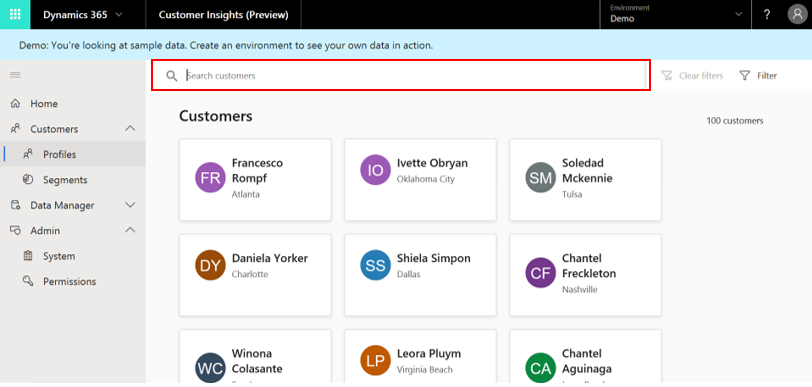 Dynamics 365
Customer Insights (Preview)
Environment
Demo
?
Demo: You're looking at sample data. Create an environment to see your own data in action.
Search customers
Clear filters
Filter
Home
Customers
Profiles
Segments
Data Manager
Admin
System
Permissions
Customers
100 customers
FR
Francesco
Rompf
Atlanta
IO
Ivette Obryan
Oklahoma City
SM
Soledad
Mckennie
Tulsa
DY
Daniela Yorker
Charlotte
SS
Shiela Simpon
Dallas
CF
Chantel
Freckleton
Nashville
WC
Winona
Colasante
LP
Leora Pluym
Virginia Beach
CA
Chantel
Aguinaga